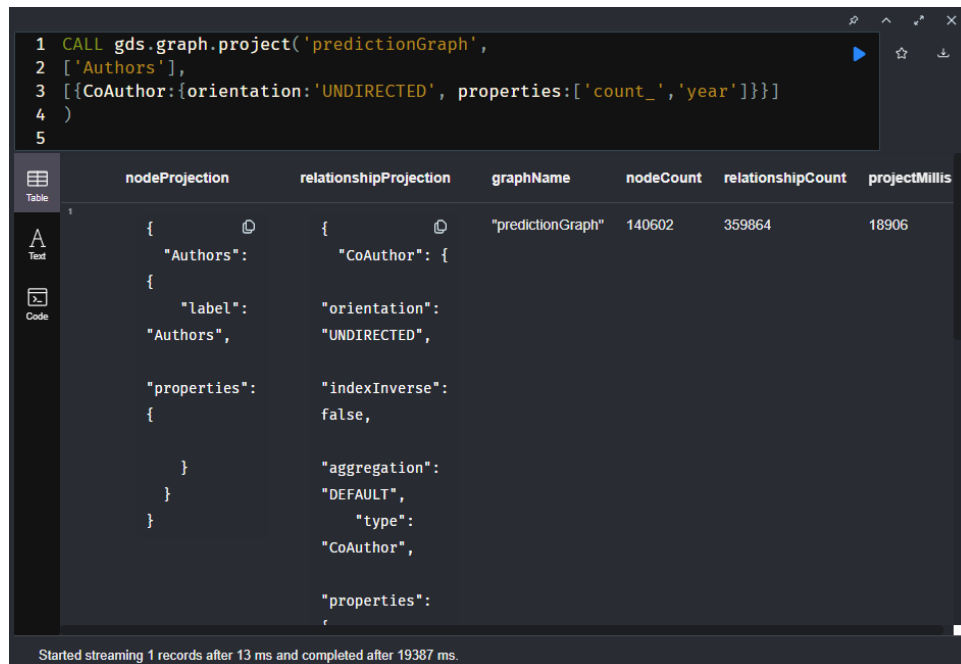 1 CALL gds.graph.project('predictionGraph',
2 ['Authors'],
3 [{CoAuthor:{orientation:'UNDIRECTED', properties:['count_','year']}}]
4 )
5
Table
Text
Code
nodeProjection relationshipProjection graphName nodeCount relationshipCount projectMillis
1
{
"Authors":
{
"label":
"Authors",
"properties":
{
}
}
}
{
"CoAuthor": {
"orientation":
"UNDIRECTED",
"indexInverse":
false,
"aggregation":
"DEFAULT",
"type":
"CoAuthor",
"properties":
{
"predictionGraph" 140602 359864 18906
Started streaming 1 records after 13 ms and completed after 19387 ms.